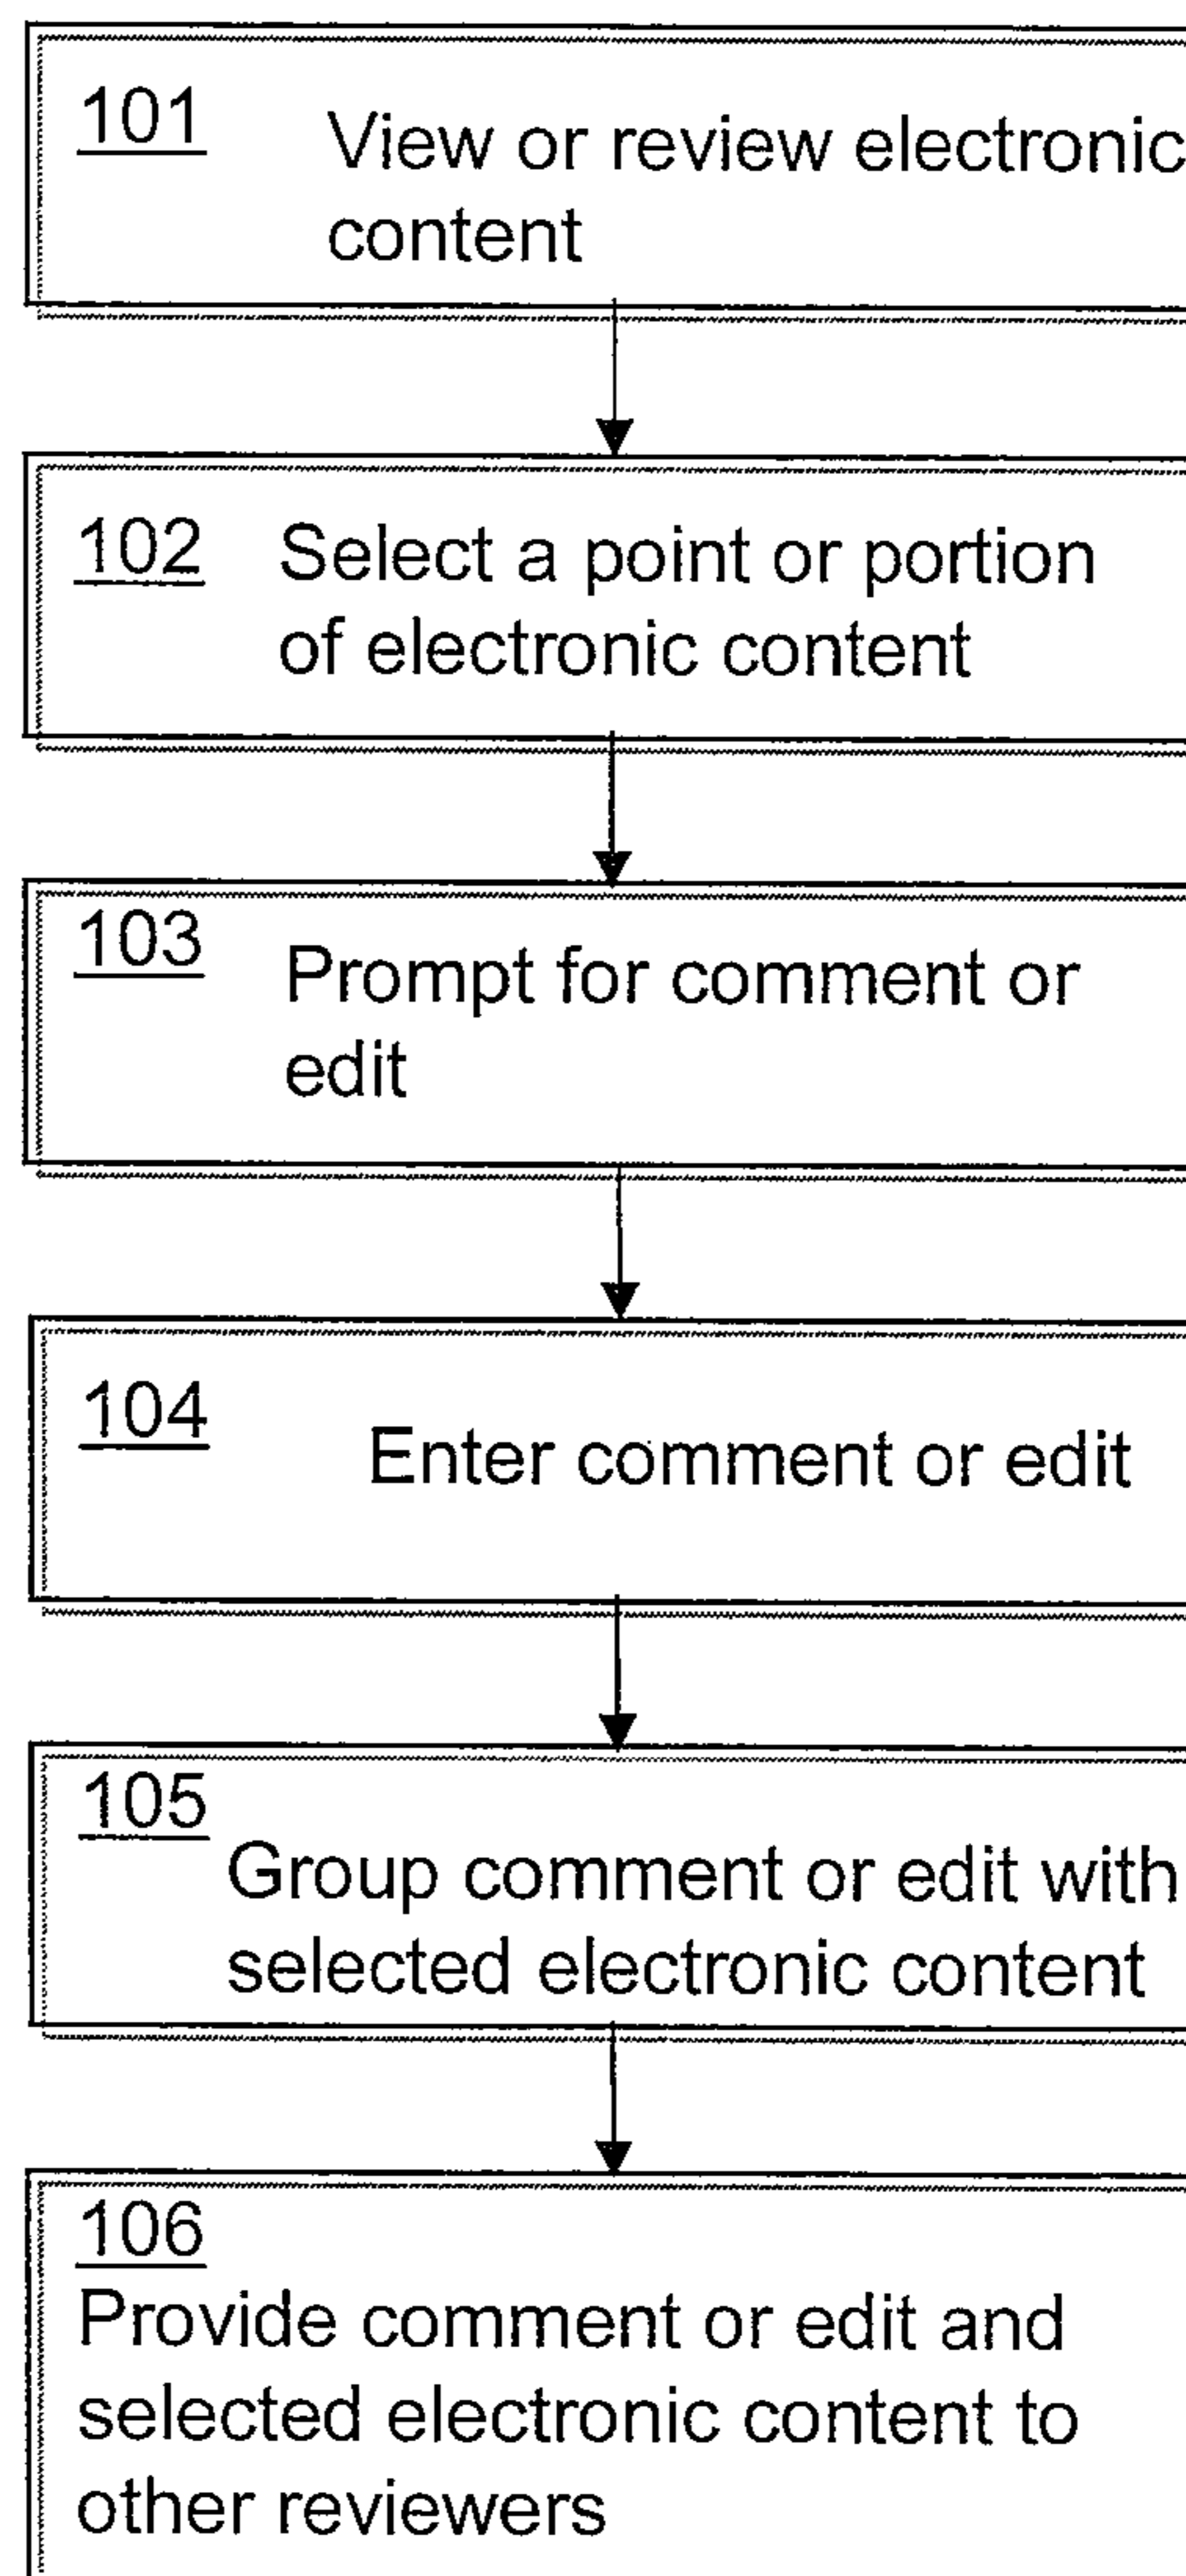 101
View or review electronic
content
102
Select a point or portion
of electronic content
103
Prompt for comment or
edit
104
Enter comment or edit
105
Group comment or edit with
selected electronic content
106
Provide comment or edit and
selected electronic content to
other reviewers